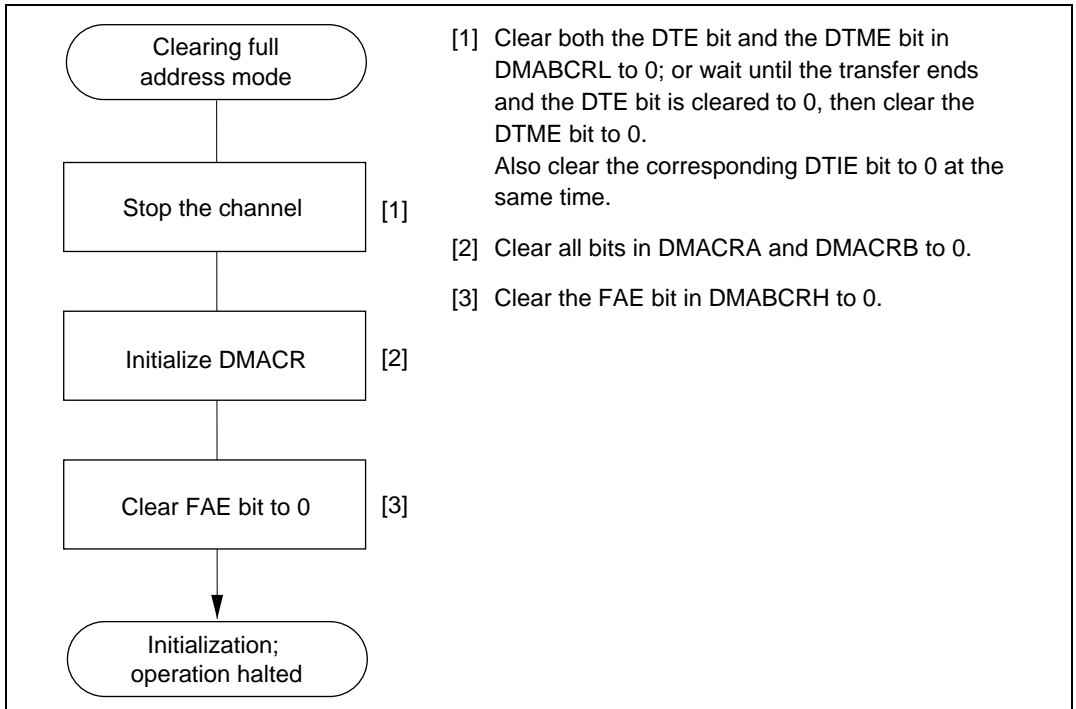 Clearing full
address mode
Stop the channel [1]
Initialize DMACR [2]
Clear FAE bit to 0 [3]
Initialization;
operation halted
[1] Clear both the DTE bit and the DTME bit in
DMABCRL to 0; or wait until the transfer ends
and the DTE bit is cleared to 0, then clear the
DTME bit to 0.
Also clear the corresponding DTIE bit to 0 at the
same time.
[2] Clear all bits in DMACRA and DMACRB to 0.
[3] Clear the FAE bit in DMABCRH to 0.